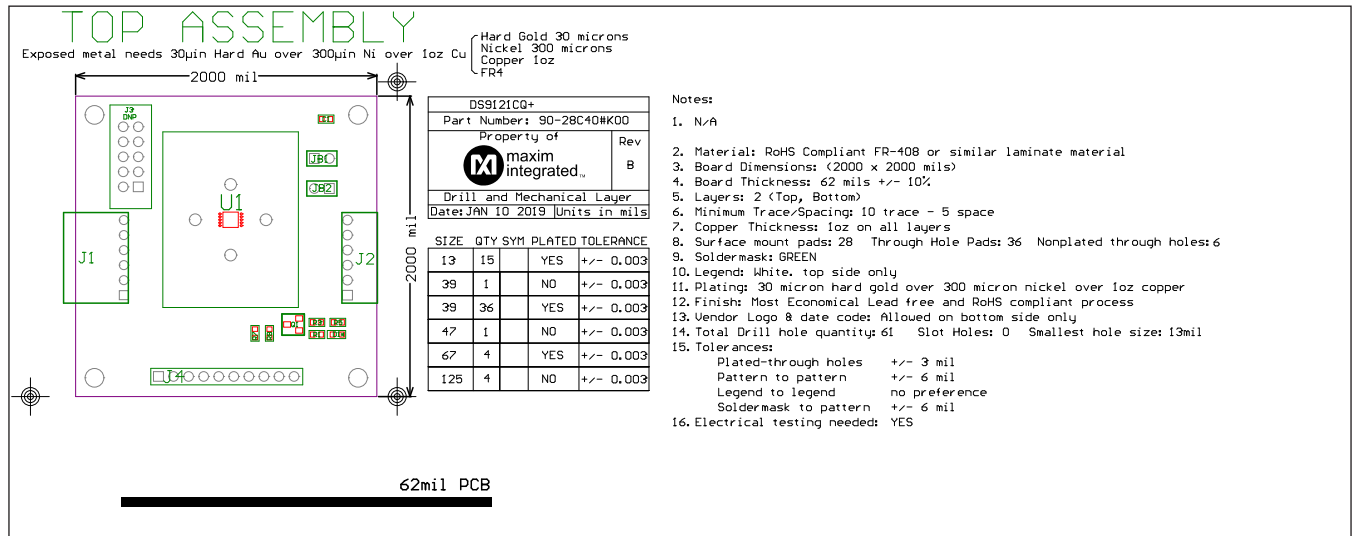 TOP ASSEMBLY
Exposed metal needs 30µin Hard Au over 300µin Ni over 1oz Cu
Hard Gold 30 microns
Nickel 300 microns
Copper 1oz
FR4
2000 mil
2000 mil
J3
DNP
JB1
JB2
U1
J1
J2
J4
DS9121CQ+
Part Number: 90-28C40#K00
Property of
maxim
integrated™
Rev
B
Drill and Mechanical Layer
Date:JAN 10 2019 Units in mils
SIZE QTY SYM PLATED TOLERANCE
13 15 YES +/- 0.003
39 1 NO +/- 0.003
39 36 YES +/- 0.003
47 1 NO +/- 0.003
67 4 YES +/- 0.003
125 4 NO +/- 0.003
Notes:
1. N/A
2. Material: RoHS Compliant FR-408 or similar laminate material
3. Board Dimensions: (2000 x 2000 mils)
4. Board Thickness: 62 mils +/- 10%
5. Layers: 2 (Top, Bottom)
6. Minimum Trace/Spacing: 10 trace - 5 space
7. Copper Thickness: 1oz on all layers
8. Surface mount pads: 28 Through Hole Pads: 36 Nonplated through holes: 6
9. Soldermask: GREEN
10. Legend: White. top side only
11. Plating: 30 micron hard gold over 300 micron nickel over 1oz copper
12. Finish: Most Economical Lead free and RoHS compliant process
13. Vendor Logo & date code: Allowed on bottom side only
14. Total Drill hole quantity: 61 Slot Holes: 0 Smallest hole size: 13mil
15. Tolerances:
Plated-through holes +/- 3 mil
Pattern to pattern +/- 6 mil
Legend to legend no preference
Soldermask to pattern +/- 6 mil
16. Electrical testing needed: YES
62mil PCB